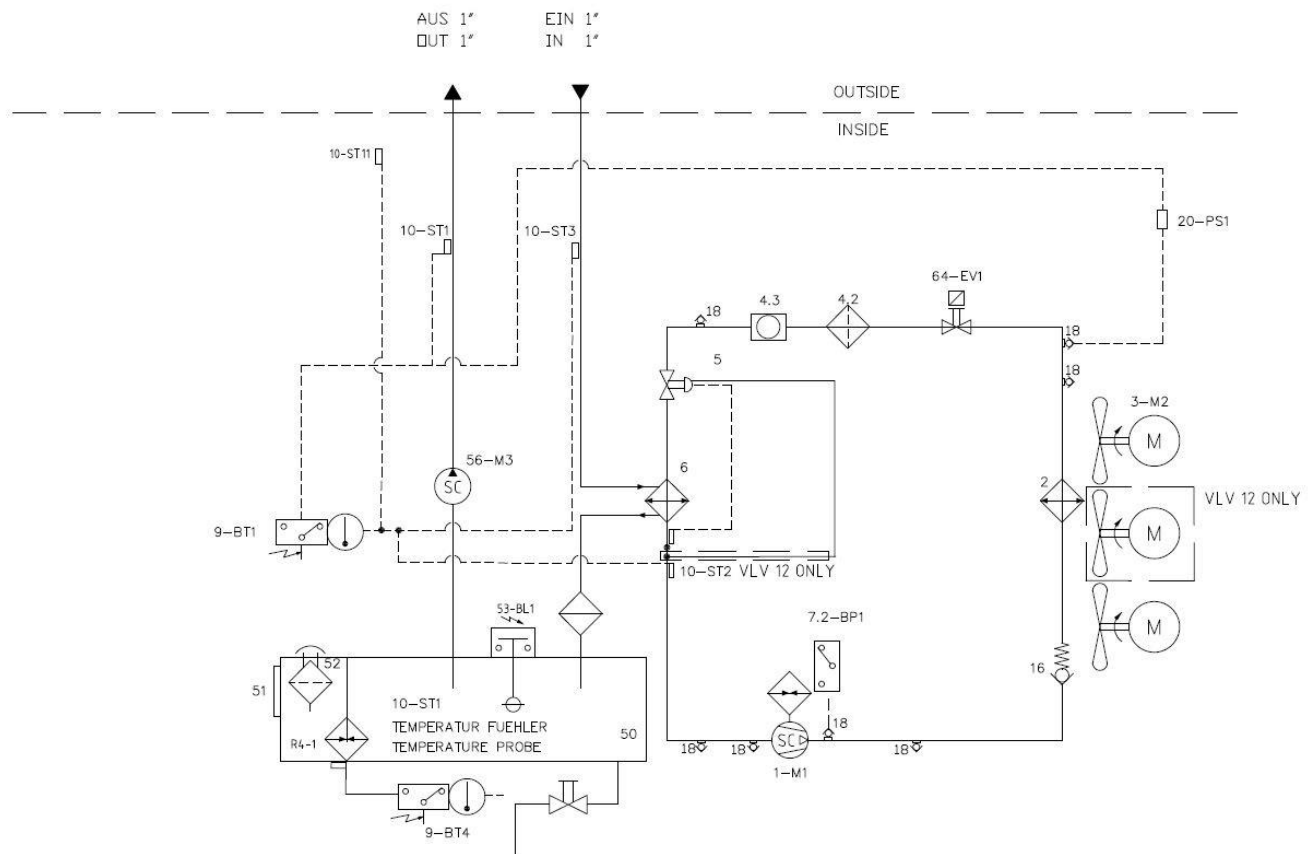 AUS 1" EIN 1"
OUT 1" IN 1"
OUTSIDE
INSIDE
10-ST11
10-ST1
10-ST3
20-PS1
64-EV1
18
4.3
4.2
18
5
18
3-M2
M
56-M3
SC
6
2
VLV 12 ONLY
M
9-BT1
10-ST2 VLV 12 ONLY
53-BL1
7.2-BP1
M
52
51
16
10-ST1
TEMPERATUR FUEHLER
TEMPERATURE PROBE
R4-1
50
18
18
18
SC
18
1-M1
9-BT4